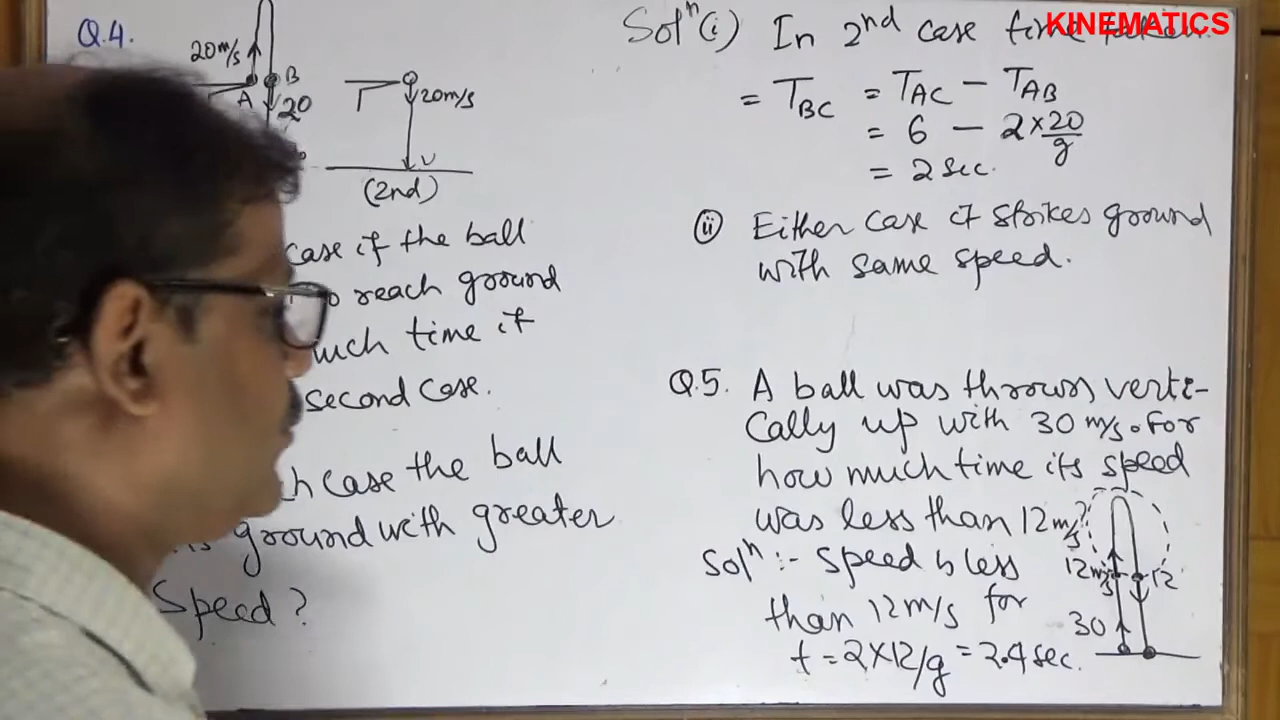 Q.4.
20 m/s
A
B
20
20 m/s
v
(2nd)
case if the ball
reach ground
much time it
second case.
case the ball
ground with greater
Speed?
KINEMATICS
Solⁿ (i) In 2nd case time taken
= T_BC = T_AC - T_AB
= 6 - 2×20/g
= 2 sec.
(ii) Either case it strikes ground
with same speed.
Q.5. A ball was thrown verti-
cally up with 30 m/s. For
how much time its speed
was less than 12 m/s?
Solⁿ :- Speed is less
than 12 m/s for
t = 2×12/g = 2.4 sec.
12 m/s
12
30